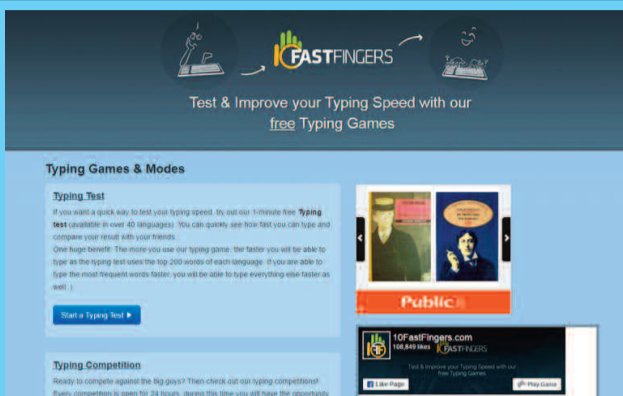 10FASTFINGERS
Test & Improve your Typing Speed with our
free Typing Games
Typing Games & Modes
Typing Test
If you want a quick way to test your typing speed, try out our 1-minute free Typing
test (available in over 40 languages). You can quickly see how fast you can type and
compare your result with your friends.
One huge benefit: The more you use our typing game, the faster you will be able to
type as the typing test uses the top 200 words of each language. If you are able to
type the most frequent words faster, you will be able to type everything else faster as
well :)
Start a Typing Test
Public
10FastFingers.com
108,849 likes
10FASTFINGERS
Test & Improve your Typing Speed with our
free Typing Games
Like Page
Play Game
Typing Competition
Ready to compete against the big guys? Then check out our typing competitions!
Every competition is open for 24 hours, during this time you will have the opportunity